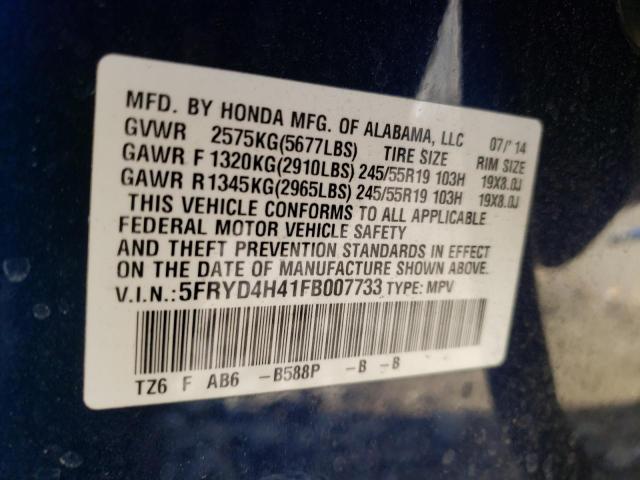 MFD. BY HONDA MFG. OF ALABAMA, LLC 07/'14
GVWR 2575KG(5677LBS) TIRE SIZE RIM SIZE
GAWR F 1320KG(2910LBS) 245/55R19 103H 19X8.0J
GAWR R1345KG(2965LBS) 245/55R19 103H 19X8.0J
THIS VEHICLE CONFORMS TO ALL APPLICABLE
FEDERAL MOTOR VEHICLE SAFETY
AND THEFT PREVENTION STANDARDS IN EFFECT
ON THE DATE OF MANUFACTURE SHOWN ABOVE.
V.I.N.:5FRYD4H41FB007733 TYPE: MPV
TZ6 F AB6 -B588P -B -B